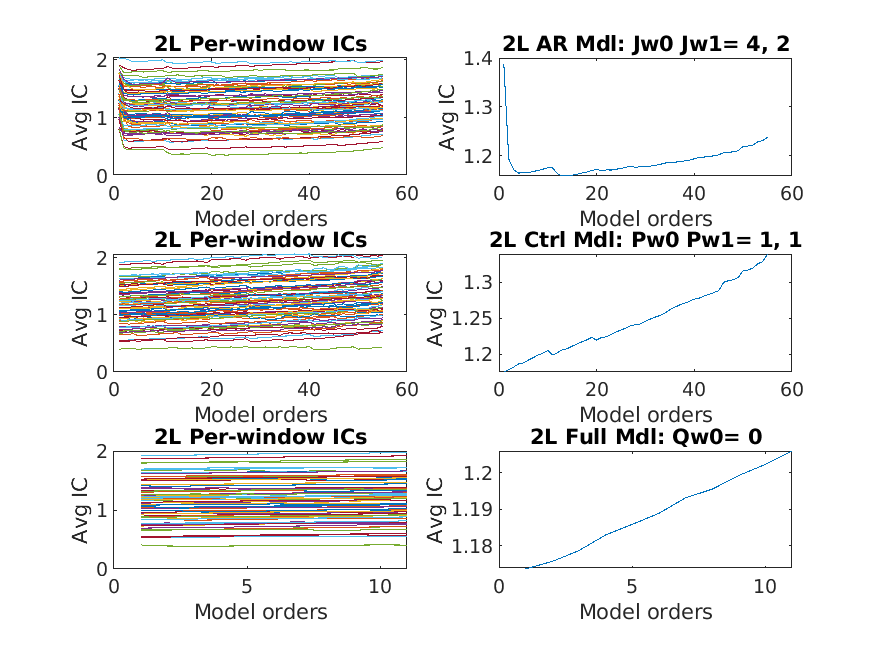 2L Per-window ICs
Avg IC
2
1
0
0 20 40 60
Model orders
2L AR Mdl: Jw0 Jw1= 4, 2
Avg IC
1.4
1.3
1.2
0 20 40 60
Model orders
2L Per-window ICs
Avg IC
2
1
0
0 20 40 60
Model orders
2L Ctrl Mdl: Pw0 Pw1= 1, 1
Avg IC
1.3
1.25
1.2
0 20 40 60
Model orders
2L Per-window ICs
Avg IC
2
1
0
0 5 10
Model orders
2L Full Mdl: Qw0= 0
Avg IC
1.2
1.19
1.18
0 5 10
Model orders